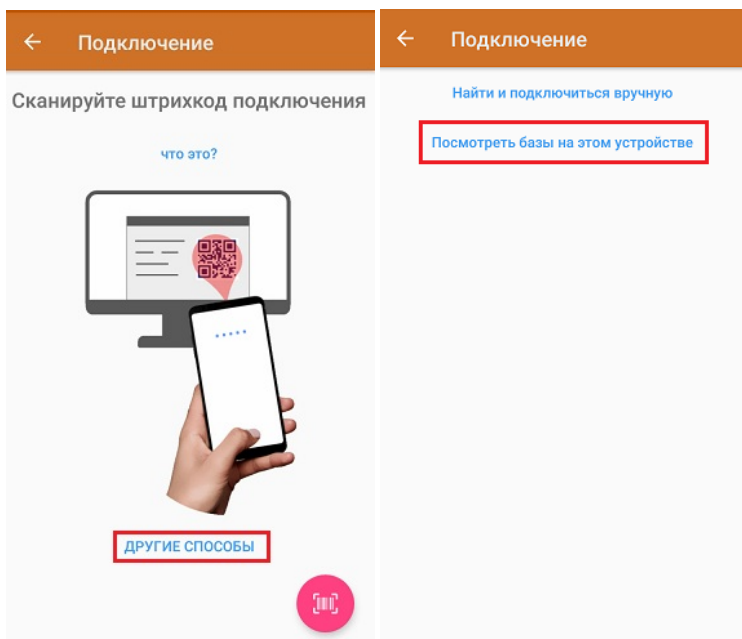 Подключение
Сканируйте штрихкод подключения
что это?
ДРУГИЕ СПОСОБЫ
Подключение
Найти и подключиться вручную
Посмотреть базы на этом устройстве